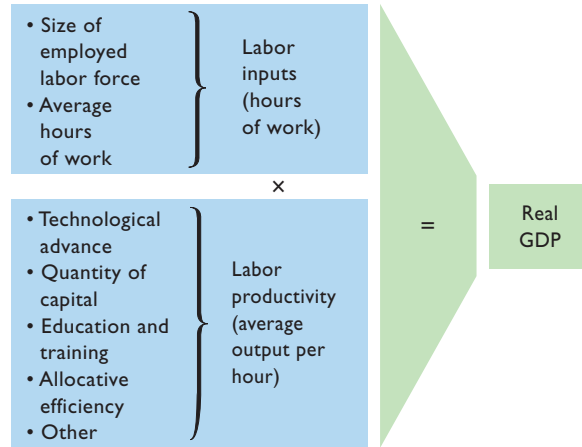 • Size of
employed
labor force
• Average
hours
of work
Labor
inputs
(hours
of work)
×
• Technological
advance
• Quantity of
capital
• Education and
training
• Allocative
efficiency
• Other
Labor
productivity
(average
output per
hour)
=
Real
GDP